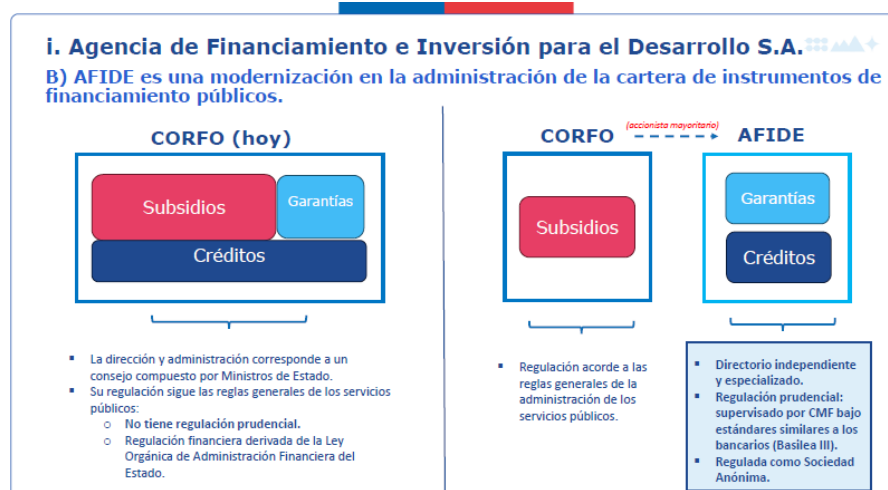 i. Agencia de Financiamiento e Inversión para el Desarrollo S.A.
B) AFIDE es una modernización en la administración de la cartera de instrumentos de
financiamiento públicos.
CORFO (hoy)
Subsidios
Garantías
Créditos
La dirección y administración corresponde a un
consejo compuesto por Ministros de Estado.
Su regulación sigue las reglas generales de los servicios
públicos:
No tiene regulación prudencial.
Regulación financiera derivada de la Ley
Orgánica de Administración Financiera del
Estado.
CORFO
(accionista mayoritario)
AFIDE
Subsidios
Garantías
Créditos
Regulación acorde a las
reglas generales de la
administración de los
servicios públicos.
Directorio independiente
y especializado.
Regulación prudencial:
supervisado por CMF bajo
estándares similares a los
bancarios (Basilea III).
Regulada como Sociedad
Anónima.